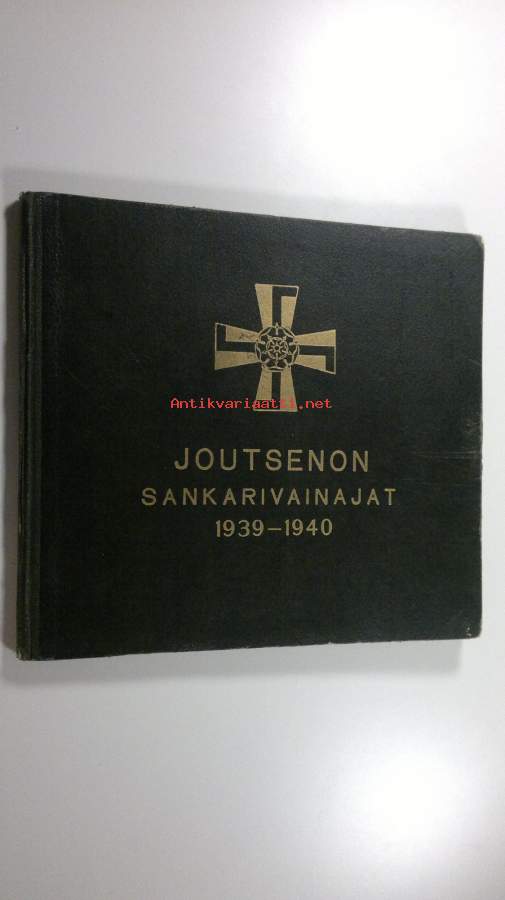 Antikvariaatti.net
JOUTSENON
SANKARIVAINAJAT
1939-1940